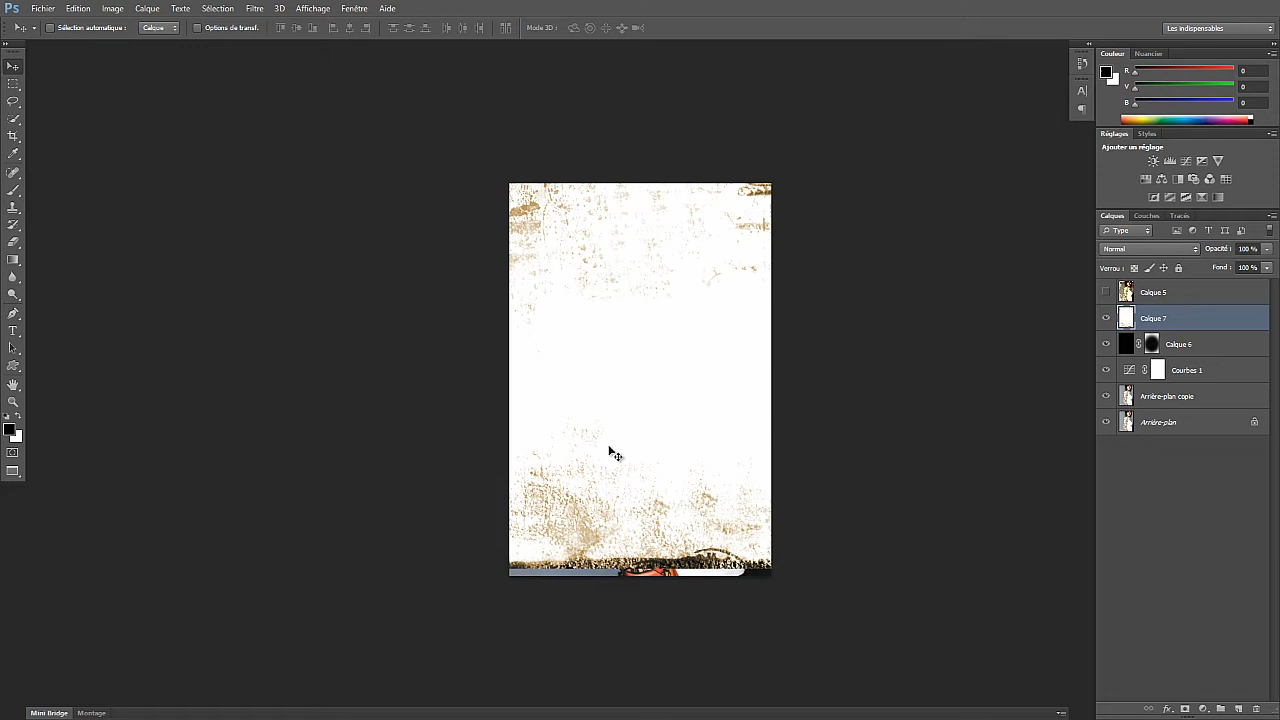 Ps Fichier Edition Image Calque Texte Sélection Filtre 3D Affichage Fenêtre Aide
Sélection automatique : Calque Options de transf. Mode 3D : Les indispensables
Couleur Nuancier
R 0
V 0
B 0
Réglages Styles
Ajouter un réglage
Calques Couches Tracés
Type
Normal Opacité : 100 %
Verrou : Fond : 100 %
Calque 5
Calque 7
Calque 6
Courbes 1
Arrière-plan copie
Arrière-plan
Mini Bridge Montage